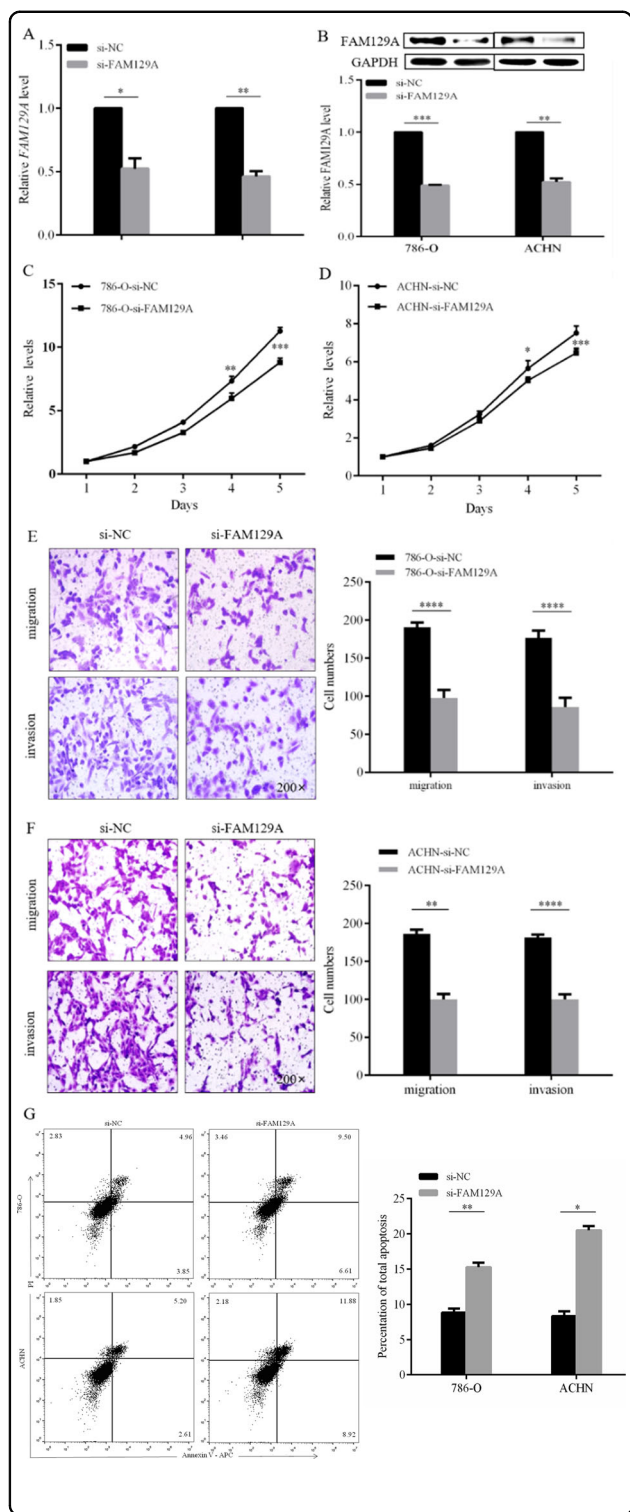 A
si-NC
si-FAM129A
Relative FAM129A level
1.5
1.0
0.5
0.0
*
**
B
FAM129A
GAPDH
si-NC
si-FAM129A
Relative FAM129A level
1.5
1.0
0.5
0.0
***
**
786-O
ACHN
C
786-O-si-NC
786-O-si-FAM129A
Relative levels
15
10
5
0
**
***
1 2 3 4 5
Days
D
ACHN-si-NC
ACHN-si-FAM129A
Relative levels
8
6
4
2
0
*
***
1 2 3 4 5
Days
E
si-NC
si-FAM129A
migration
invasion
200×
786-O-si-NC
786-O-si-FAM129A
Cell numbers
250
200
150
100
50
0
****
****
migration
invasion
F
si-NC
si-FAM129A
migration
invasion
200×
ACHN-si-NC
ACHN-si-FAM129A
Cell numbers
250
200
150
100
50
0
**
****
migration
invasion
G
si-NC
si-FAM129A
786-O
2.83 4.96
3.85
3.46 9.50
6.61
PI
ACHN
1.85 5.20
2.61
2.18 11.88
8.92
Annexin V - APC
si-NC
si-FAM129A
Percentation of total apoptosis
25
20
15
10
5
0
**
*
786-O
ACHN